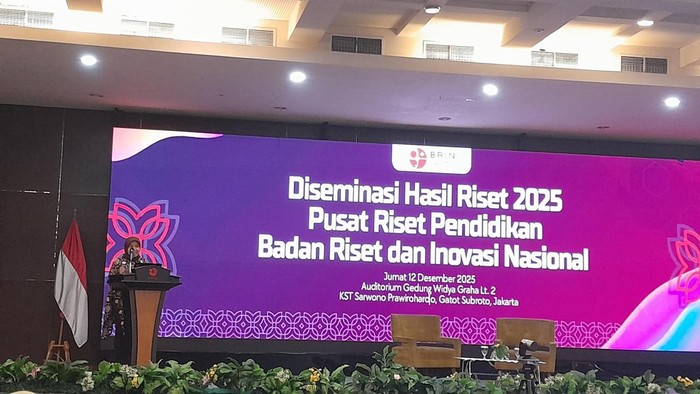 BRIN
Diseminasi Hasil Riset 2025
Pusat Riset Pendidikan
Badan Riset dan Inovasi Nasional
Jumat 12 Desember 2025
Auditorium Gedung Widya Graha Lt. 2
KST Sarwono Prawirohardjo, Gatot Subroto, Jakarta